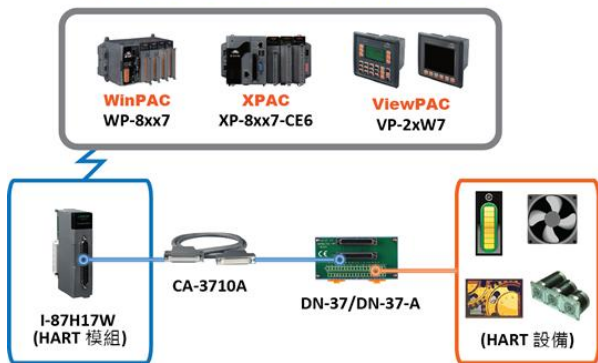 WinPAC
WP-8xx7
XPAC
XP-8xx7-CE6
ViewPAC
VP-2xW7
I-87H17W
(HART 模組)
CA-3710A
DN-37/DN-37-A
(HART 設備)